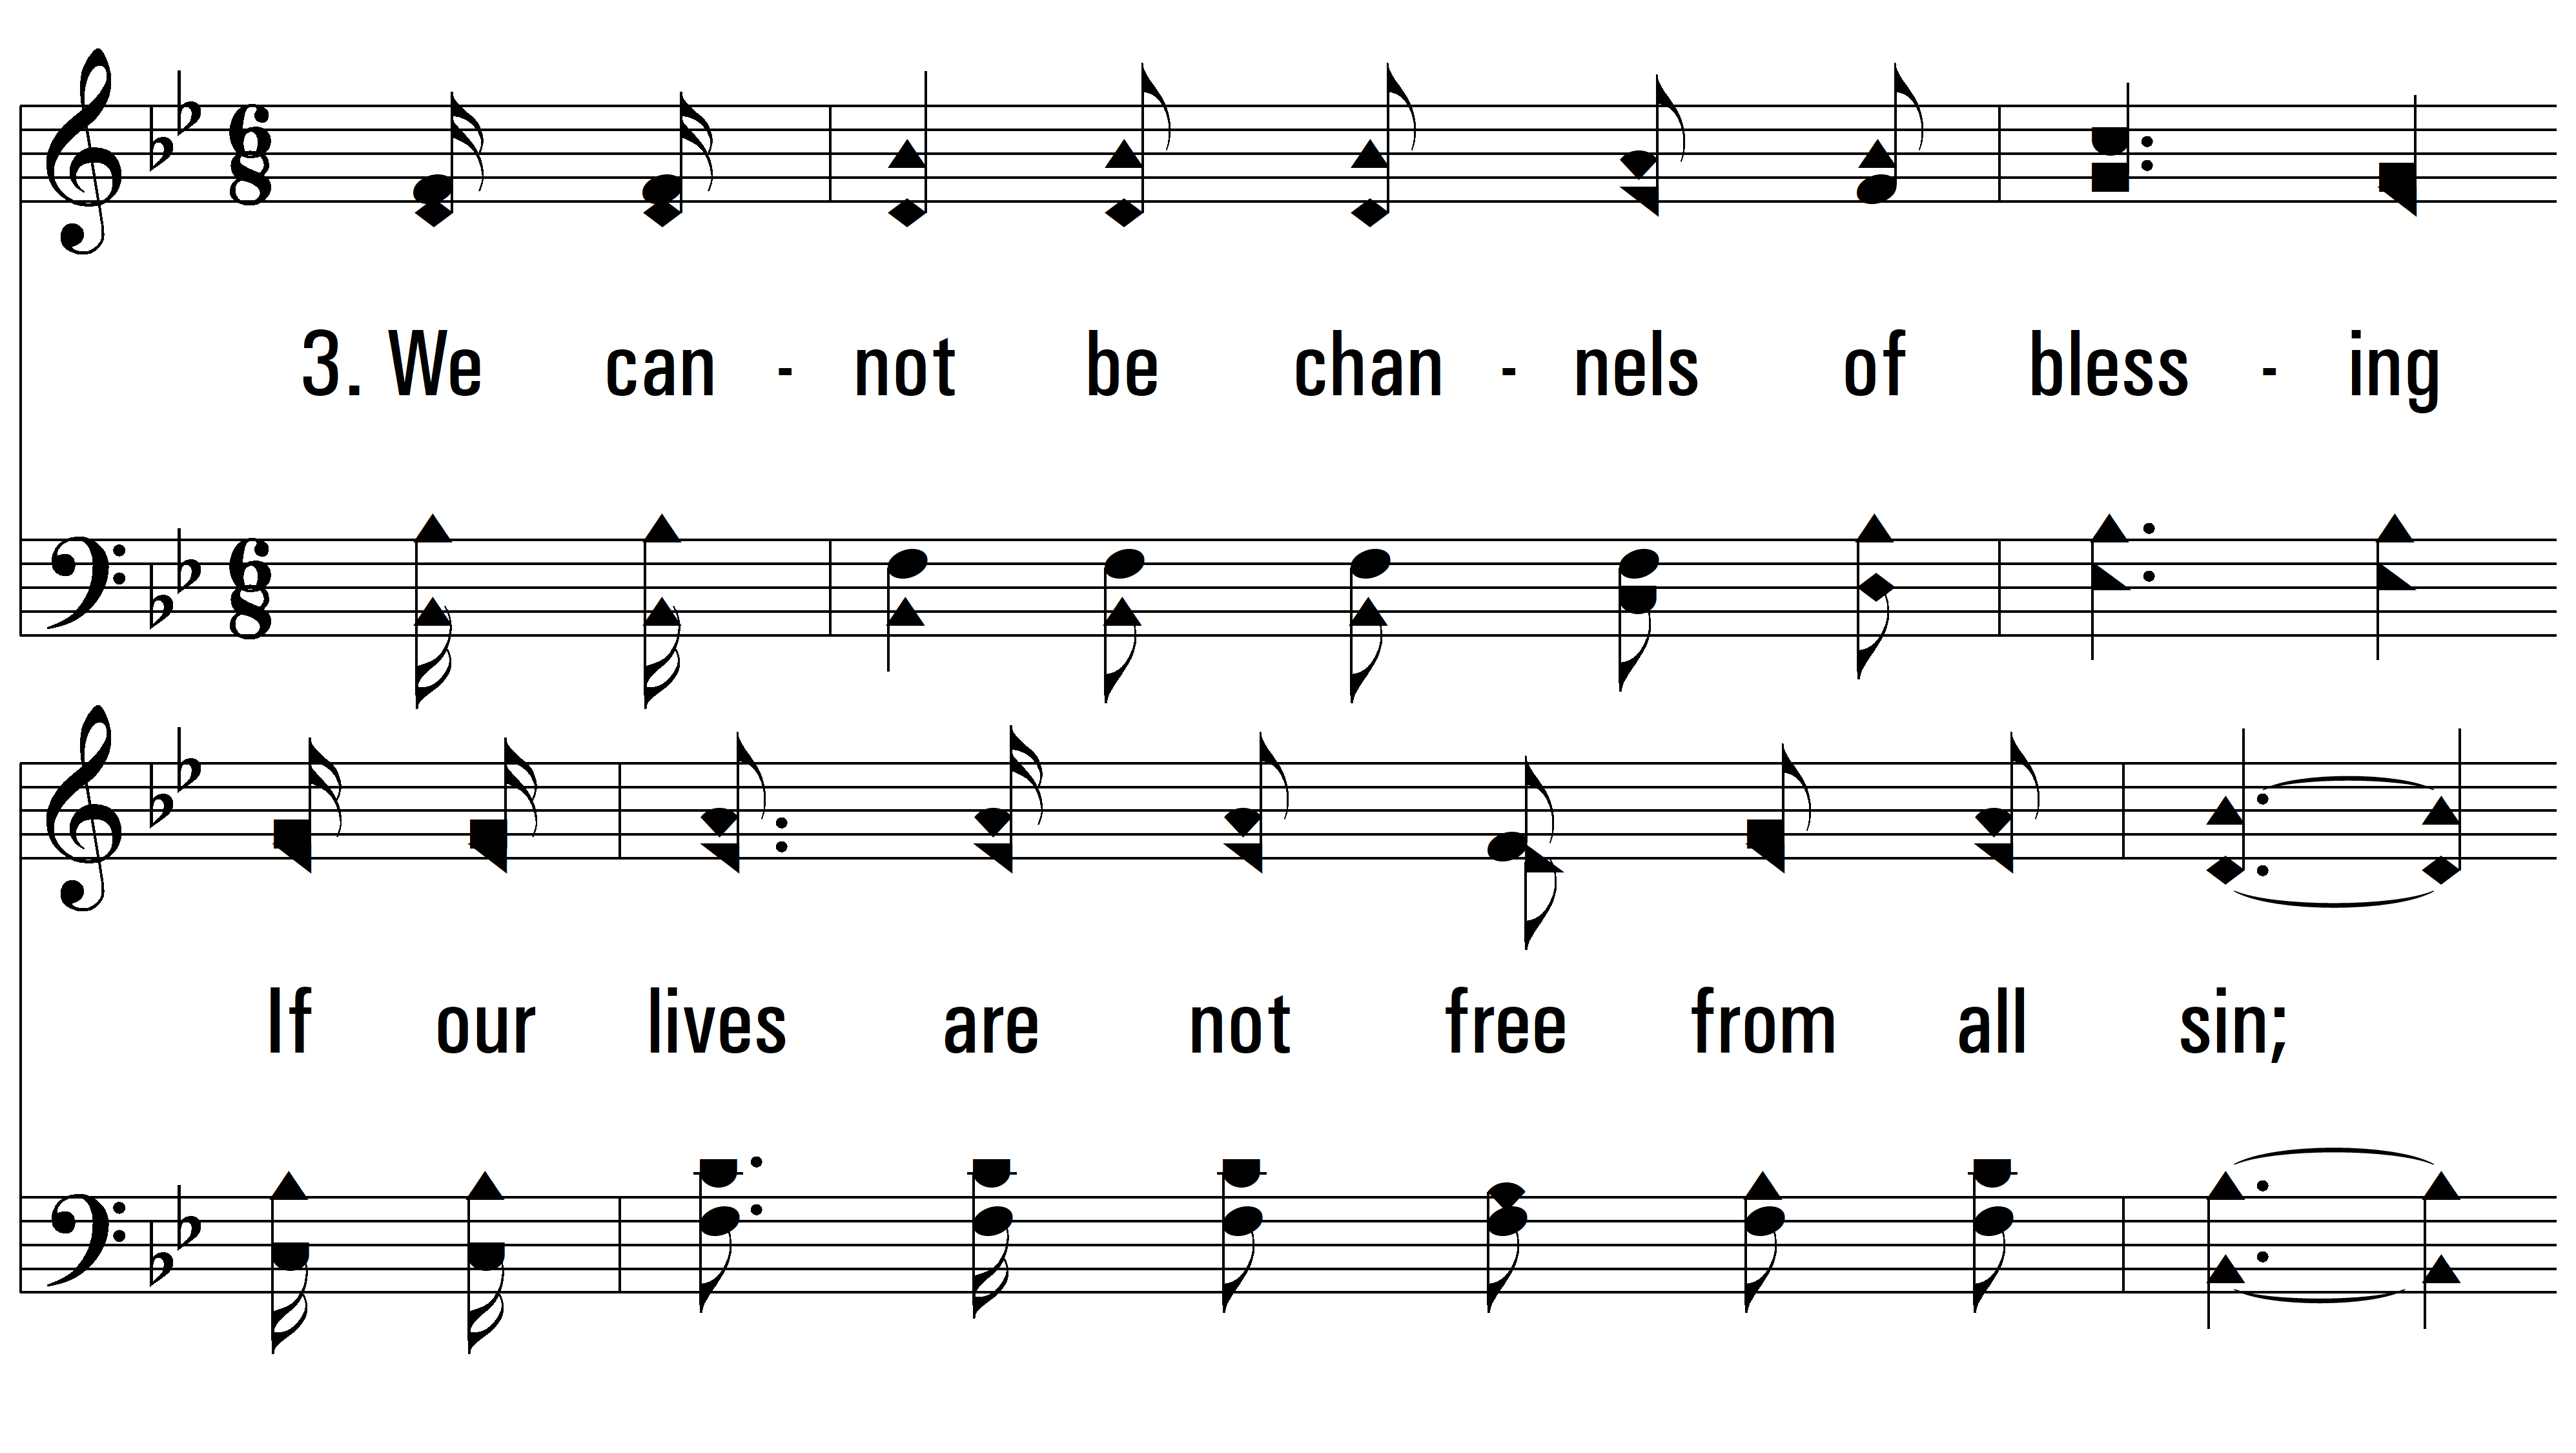 3. We can - not be chan - nels of bless - ing
If our lives are not free from all sin;